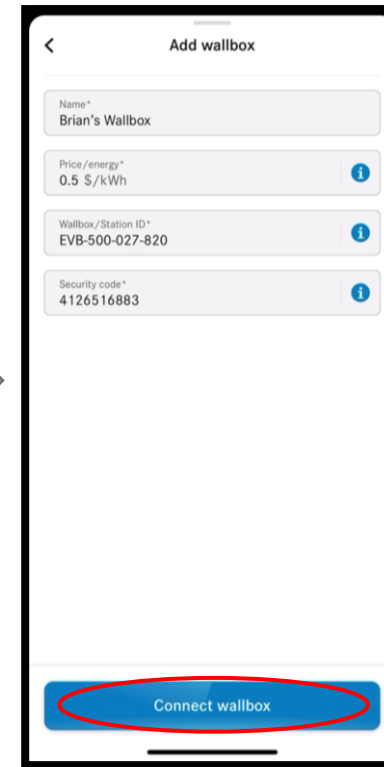 Add wallbox
Name*
Brian's Wallbox
Price/energy*
0.5 $/kWh
Wallbox/Station ID*
EVB-500-027-820
Security code*
4126516883
Connect wallbox